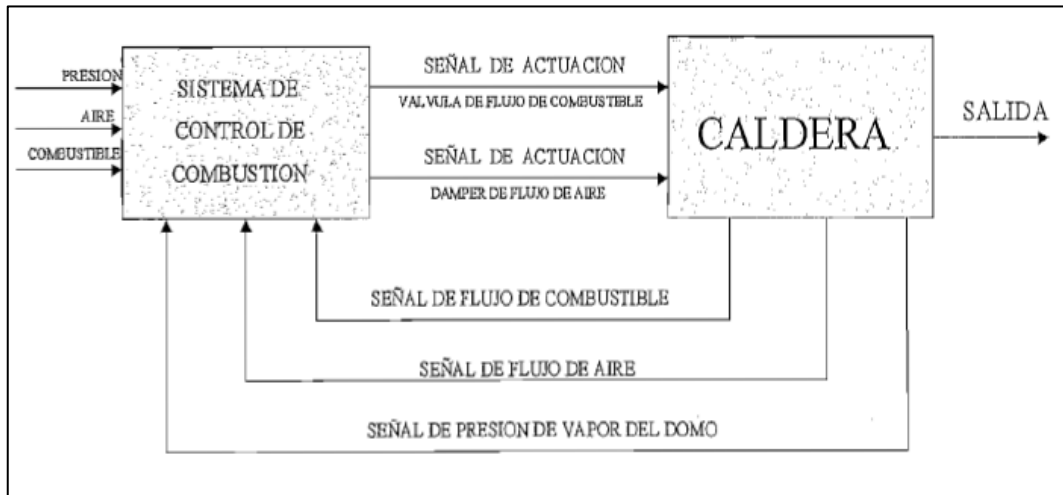 PRESION
AIRE
COMBUSTIBLE
SISTEMA DE
CONTROL DE
COMBUSTION
SEÑAL DE ACTUACION
VALVULA DE FLUJO DE COMBUSTIBLE
SEÑAL DE ACTUACION
DAMPER DE FLUJO DE AIRE
CALDERA
SALIDA
SEÑAL DE FLUJO DE COMBUSTIBLE
SEÑAL DE FLUJO DE AIRE
SEÑAL DE PRESION DE VAPOR DEL DOMO